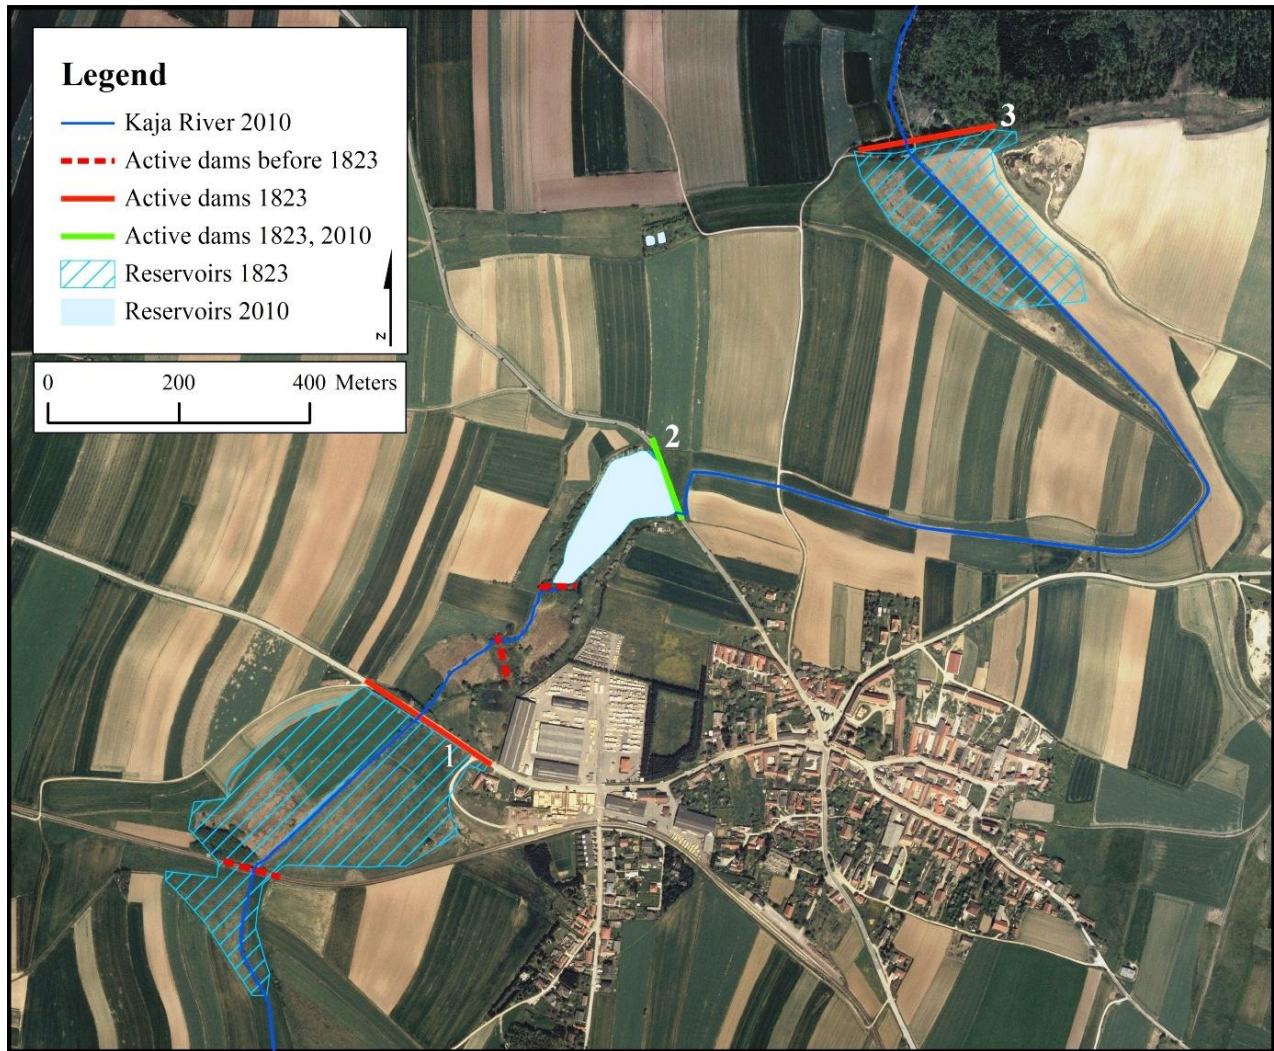 Legend
Kaja River 2010
Active dams before 1823
Active dams 1823
Active dams 1823, 2010
Reservoirs 1823
Reservoirs 2010
N
0 200 400 Meters
3
2
1